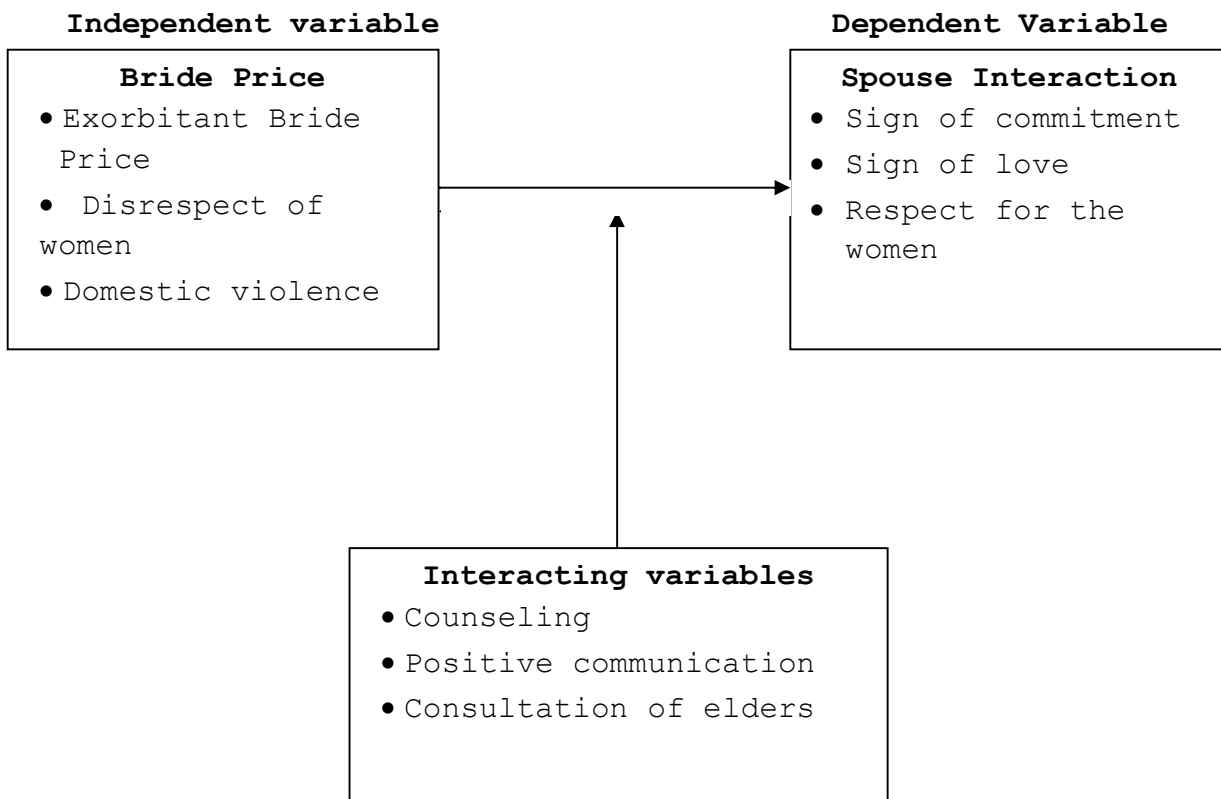 Independent variable
Dependent Variable
Bride Price
• Exorbitant Bride
Price
• Disrespect of
women
• Domestic violence
Spouse Interaction
• Sign of commitment
• Sign of love
• Respect for the
women
Interacting variables
• Counseling
• Positive communication
• Consultation of elders